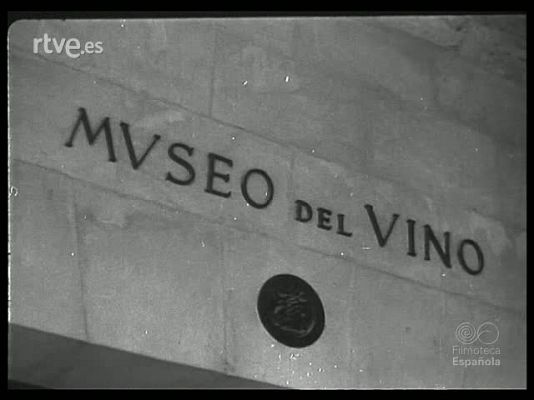 rtve.es
MVSEO DEL VINO
Filmoteca
Española